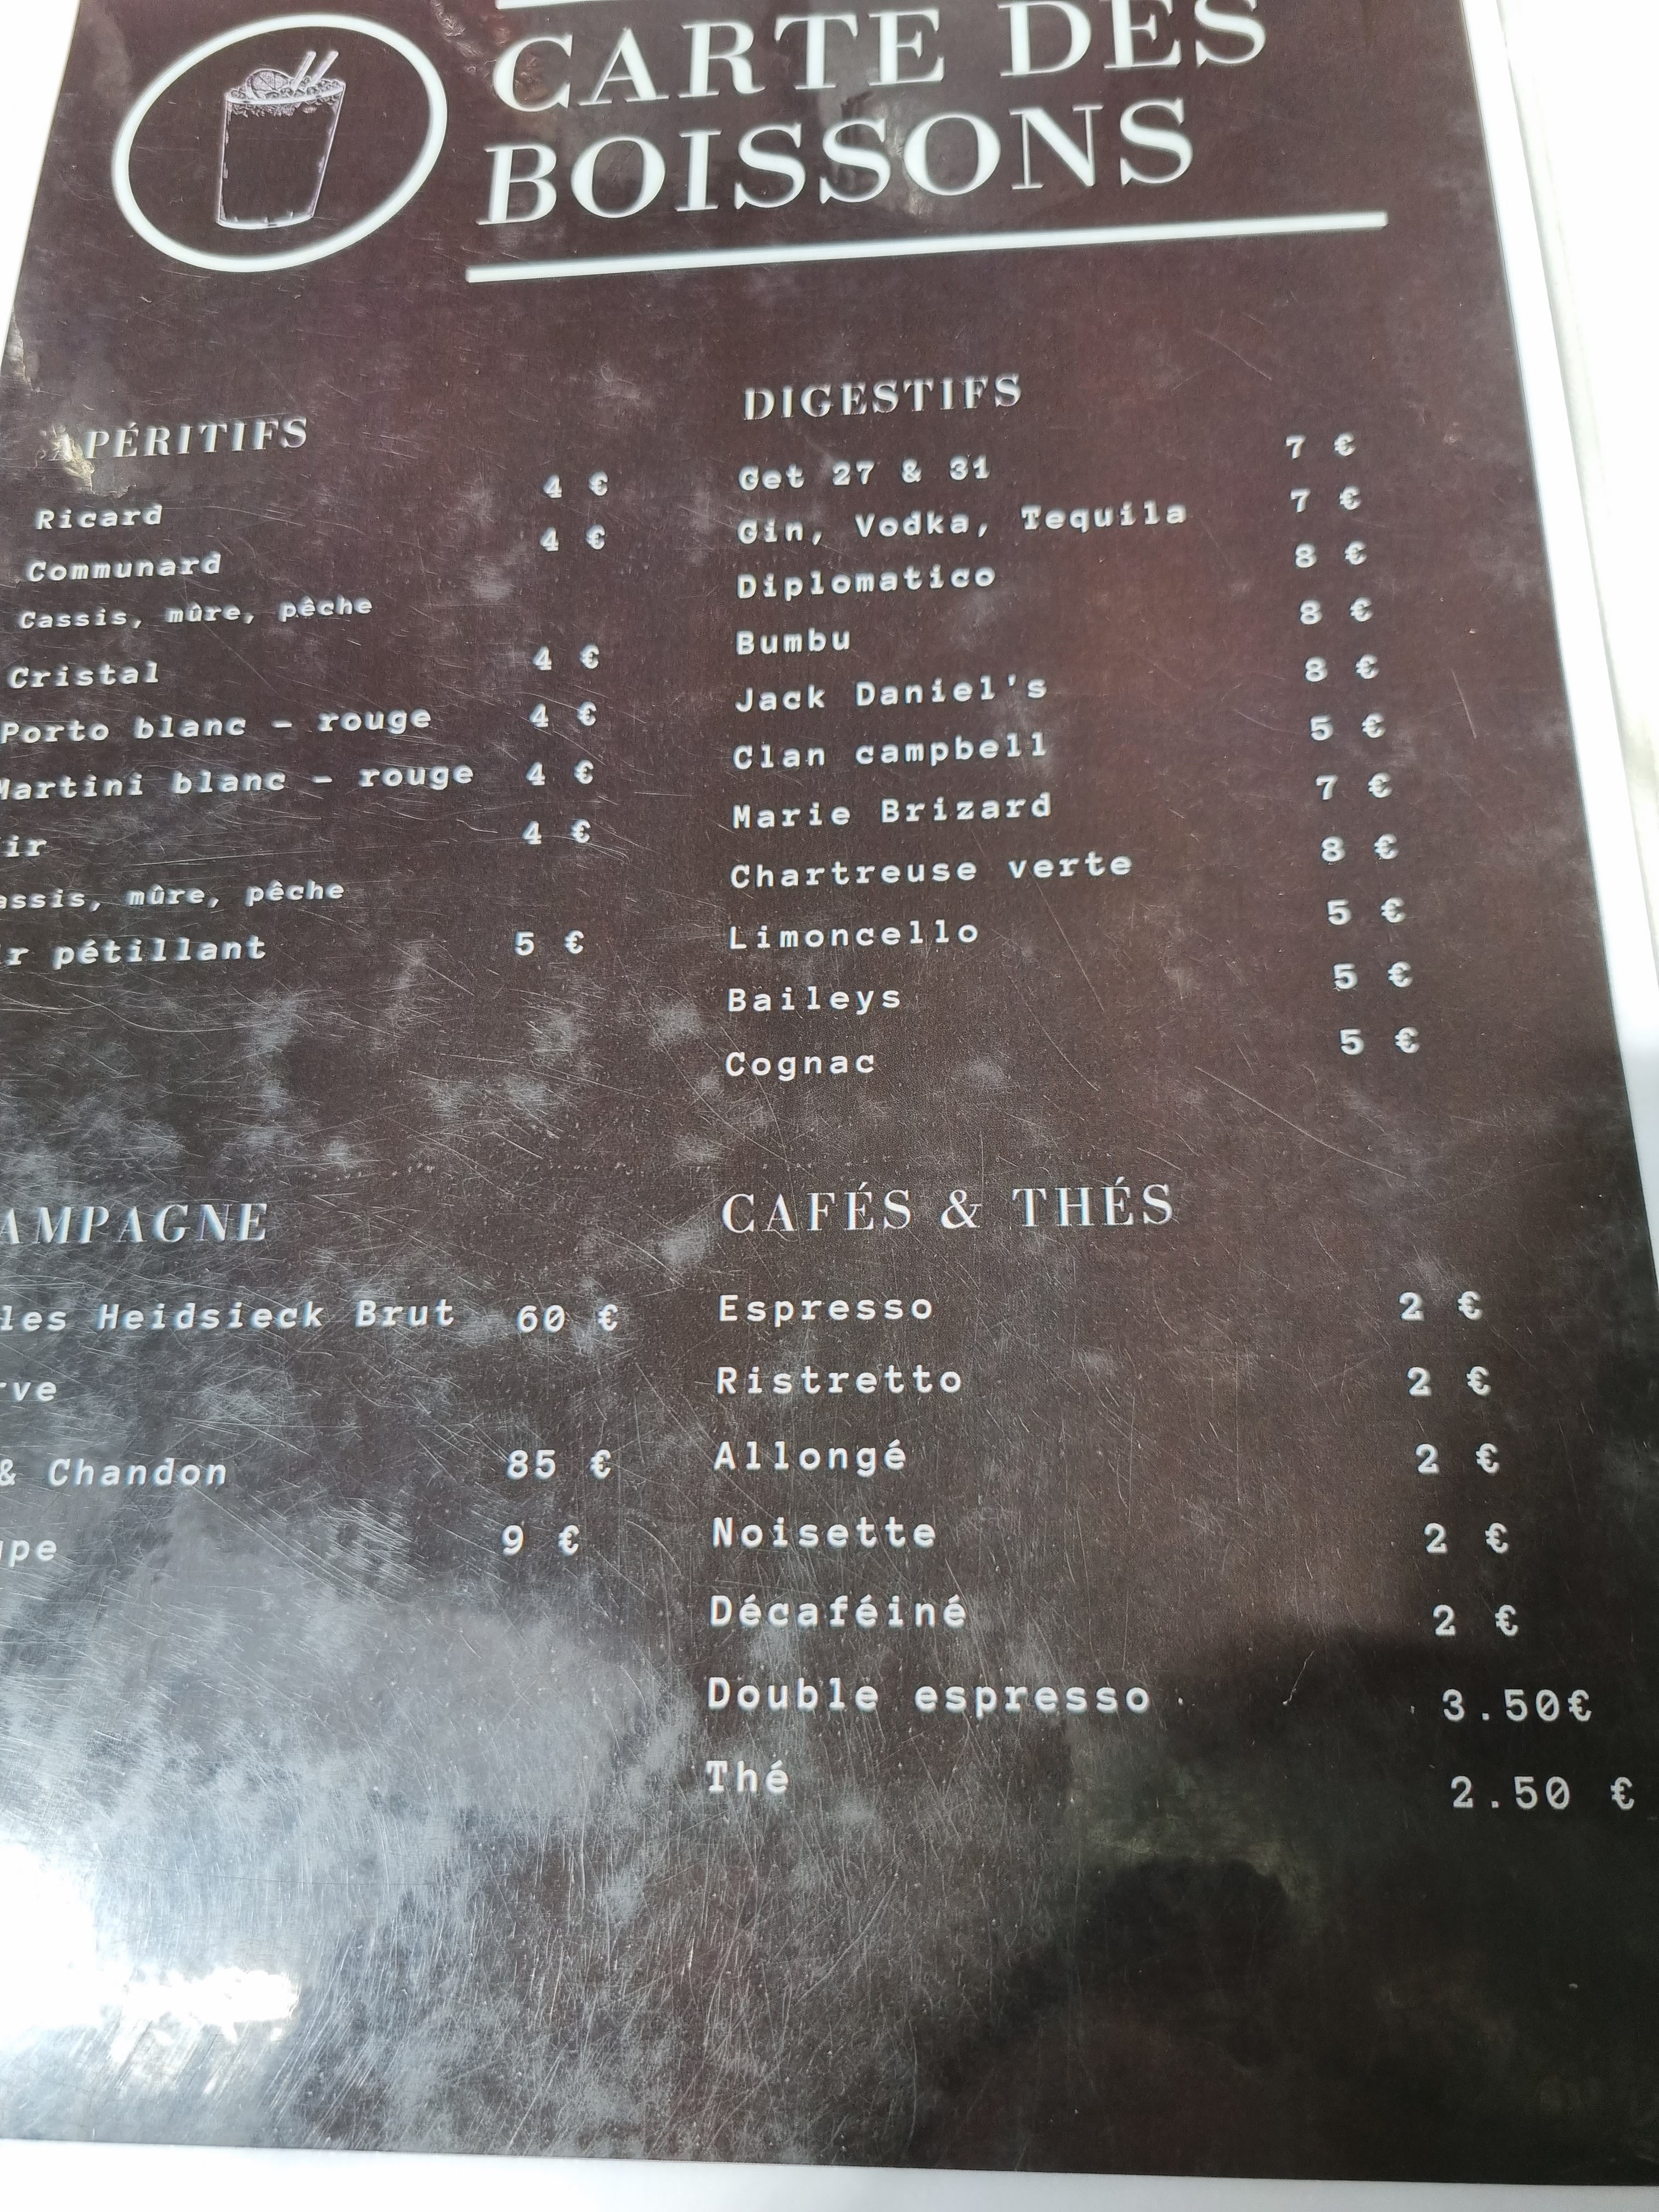 CARTE DES
BOISSONS
APÉRITIFS
Ricard 4 €
Communard 4 €
Cassis, mûre, pêche
Cristal 4 €
Porto blanc - rouge 4 €
Martini blanc - rouge 4 €
ir 4 €
assis, mûre, pêche
r pétillant 5 €
AMPAGNE
les Heidsieck Brut 60 €
rve
& Chandon 85 €
pe 9 €
DIGESTIFS
Get 27 & 31 7 €
Gin, Vodka, Tequila 7 €
Diplomatico 8 €
Bumbu 8 €
Jack Daniel's 8 €
Clan campbell 5 €
Marie Brizard 7 €
Chartreuse verte 8 €
Limoncello 5 €
Baileys 5 €
Cognac 5 €
CAFÉS & THÉS
Espresso 2 €
Ristretto 2 €
Allongé 2 €
Noisette 2 €
Décaféiné 2 €
Double espresso 3.50€
Thé 2.50 €